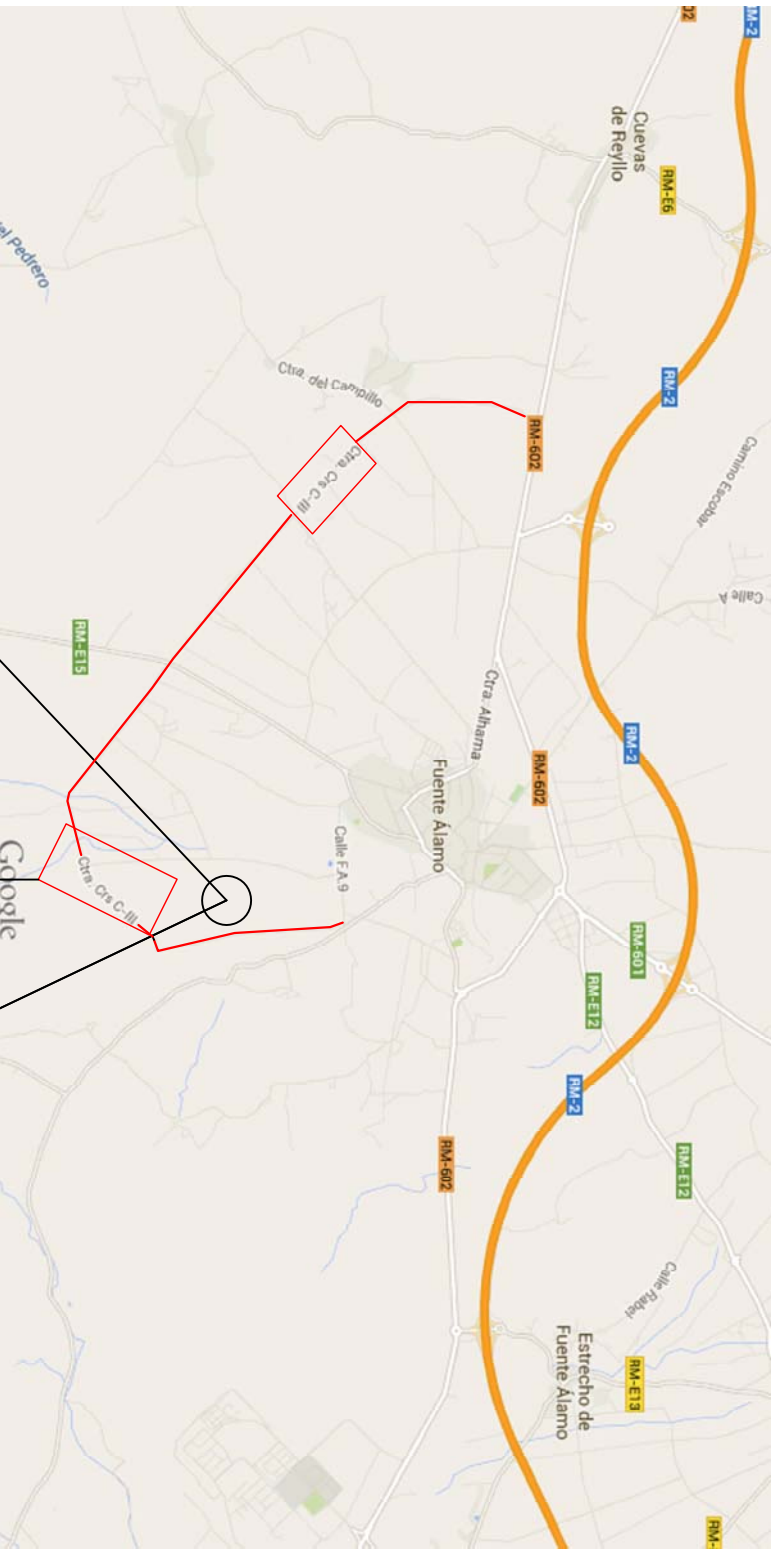 M-2
RM-
Camino Escobar
Calle A
RM-E12
02
RM-E6
RM-2
Calle Rabel
RM-601
RM-2
RM-E13
Cuevas
de Reyllo
RM-E12
RM-2
Estrecho de
Fuente Álamo
RM-602
RM-602
Ctra. Alhama
Fuente Álamo
RM-602
Ctra. del Campillo
Ctra. Crs C-III
Calle F.A.9
RM-E15
Ctra. Crs C-III
el Pedrero
Google